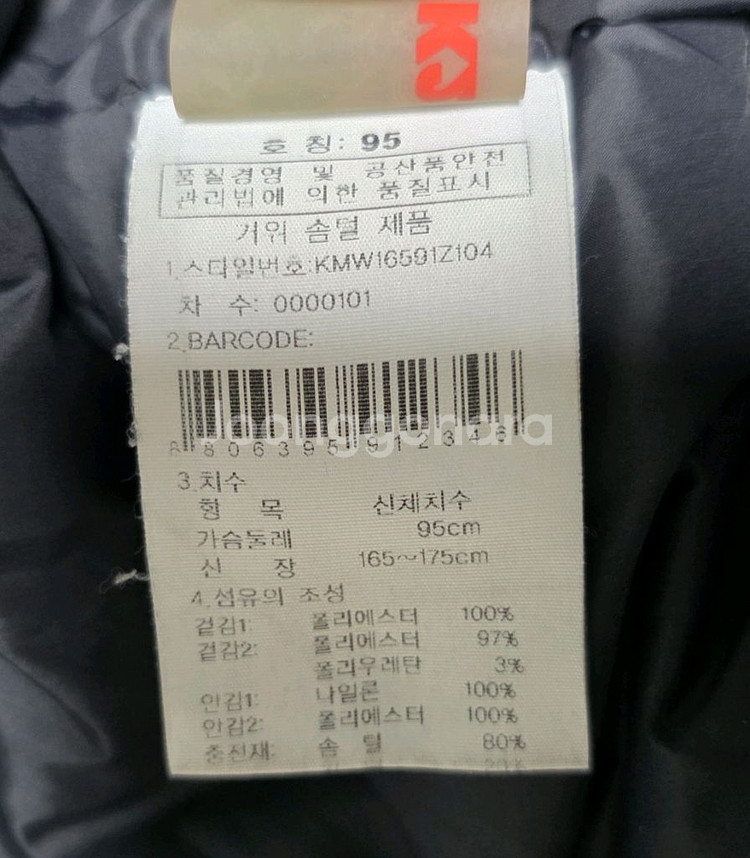 K
호 칭: 95
품질경영 및 공산품안전
관리법에 의한 품질표시
거위 솜털 제품
1.스타일번호:KMW16591Z104
차 수: 0000101
2.BARCODE:
Joonggonara
8 806395 912346
3.치수
항 목 신체치수
가슴둘레 95cm
신 장 165~175cm
4.섬유의 조성
겉감1: 폴리에스터 100%
겉감2: 폴리에스터 97%
폴리우레탄 3%
안감1: 나일론 100%
안감2: 폴리에스터 100%
충전재: 솜 털 80%